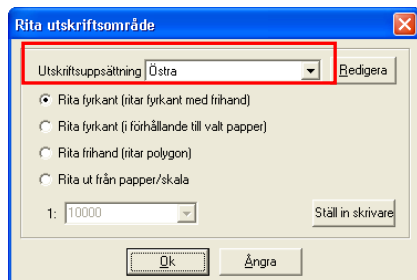 Rita utskriftsområde
Utskriftsuppsättning Östra Redigera
Rita fyrkant (ritar fyrkant med frihand)
Rita fyrkant (i förhållande till valt papper)
Rita frihand (ritar polygon)
Rita ut från papper/skala
1: 10000 Ställ in skrivare
Ok Ångra